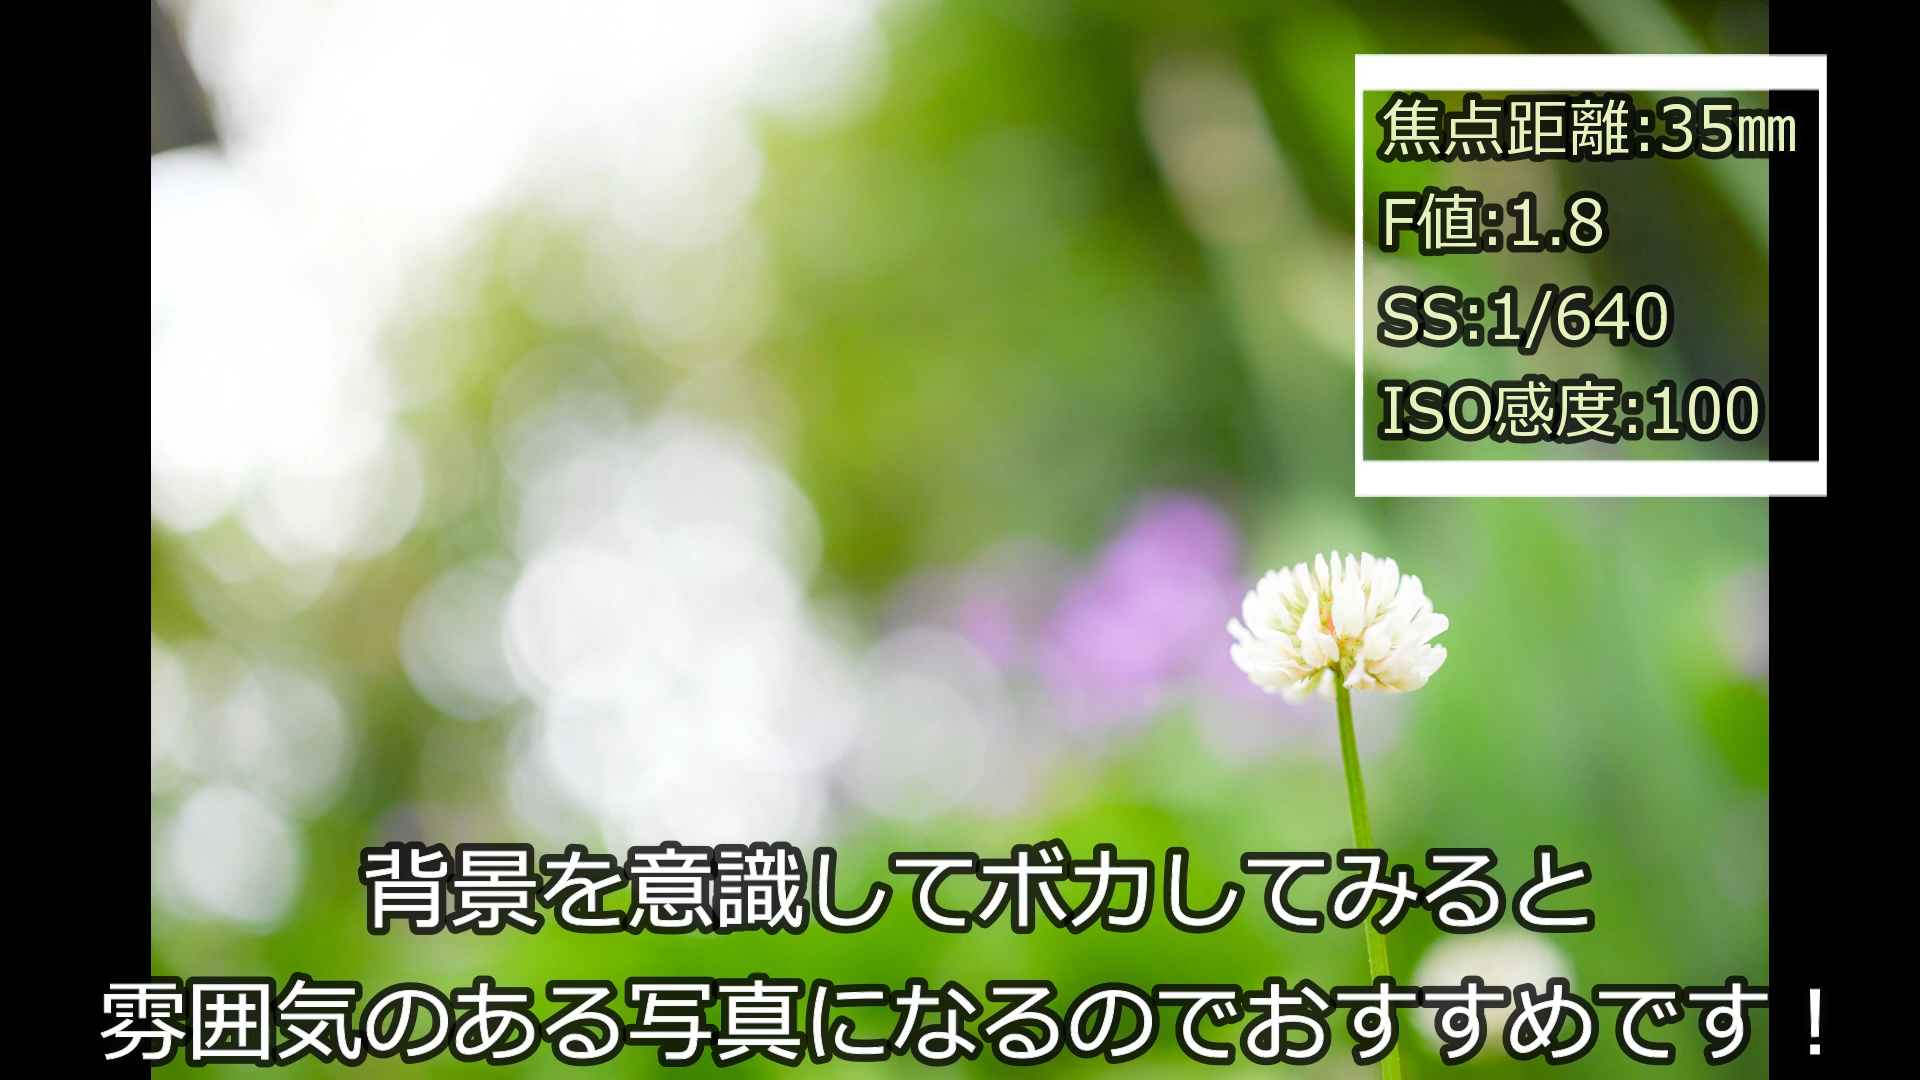 焦点距離:35㎜
F値:1.8
SS:1/640
ISO感度:100
背景を意識してボカしてみると
雰囲気のある写真になるのでおすすめです！